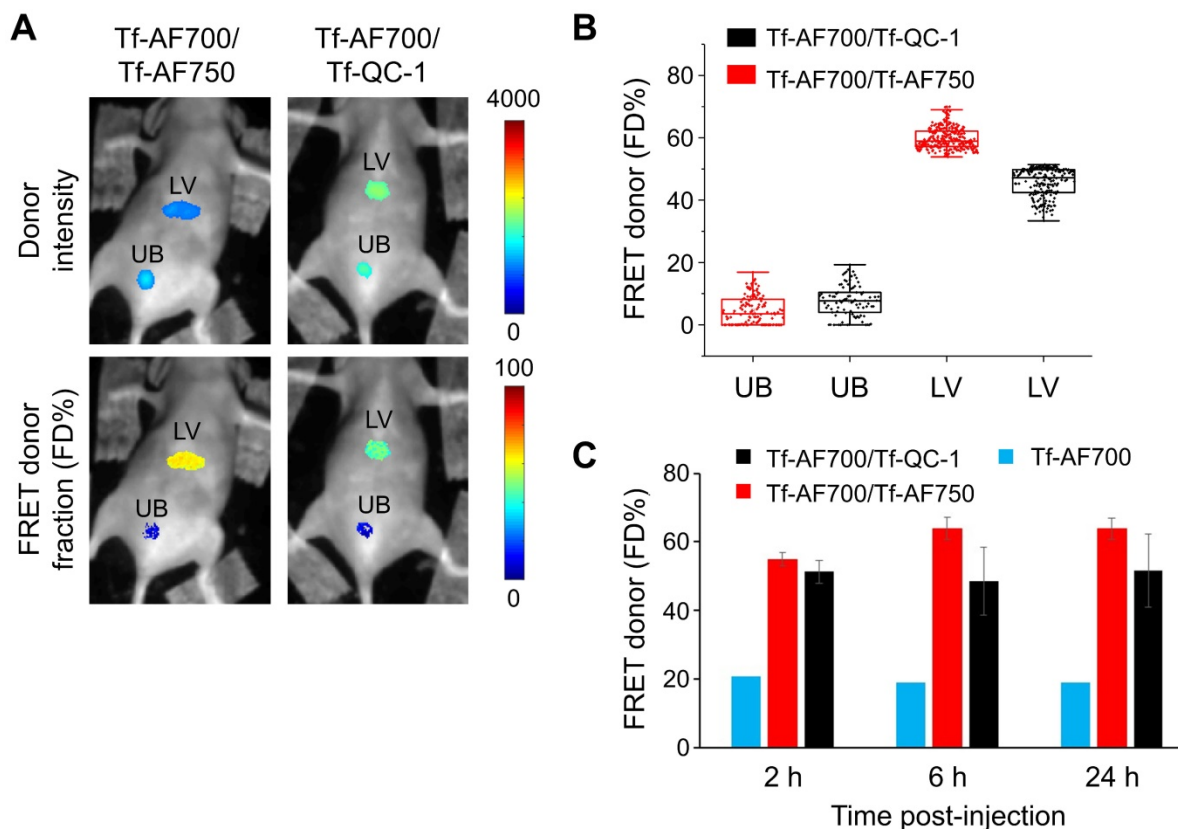 A
Tf-AF700/
Tf-AF750
Tf-AF700/
Tf-QC-1
Donor
intensity
LV
UB
LV
UB
4000
0
FRET donor
fraction (FD%)
LV
UB
LV
UB
100
0
B
Tf-AF700/Tf-QC-1
Tf-AF700/Tf-AF750
FRET donor (FD%)
80
60
40
20
0
UB
UB
LV
LV
C
Tf-AF700/Tf-QC-1
Tf-AF700
Tf-AF700/Tf-AF750
FRET donor (FD%)
80
60
40
20
0
2 h
6 h
24 h
Time post-injection